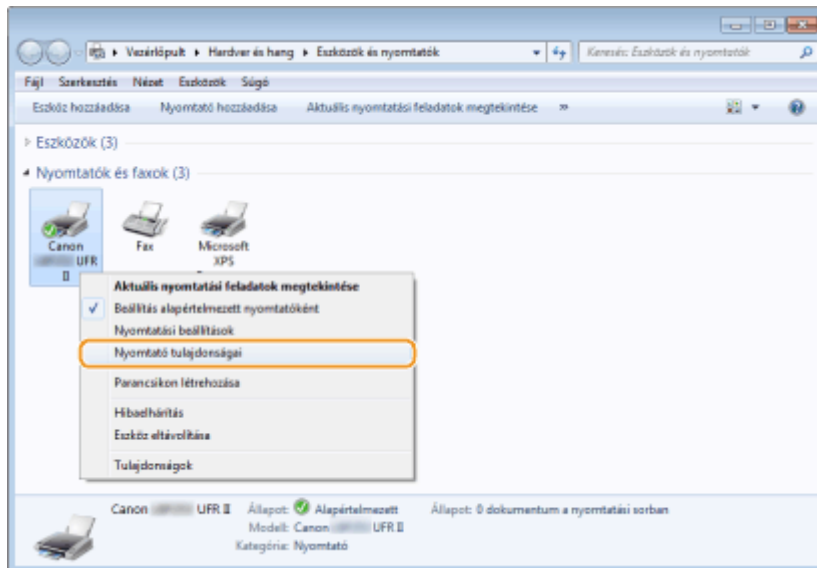 Vezérlőpult ▸ Hardver és hang ▸ Eszközök és nyomtatók
Keresés: Eszközök és nyomtatók
Fájl Szerkesztés Nézet Eszközök Súgó
Eszköz hozzáadása Nyomtató hozzáadása Aktuális nyomtatási feladatok megtekintése »
Eszközök (3)
Nyomtatók és faxok (3)
Canon
UFR
II
Fax
Microsoft
XPS
Aktuális nyomtatási feladatok megtekintése
Beállítás alapértelmezett nyomtatóként
Nyomtatási beállítások
Nyomtató tulajdonságai
Parancsikon létrehozása
Hibaelhárítás
Eszköz eltávolítása
Tulajdonságok
Canon UFR II Állapot: Alapértelmezett Állapot: 0 dokumentum a nyomtatási sorban
Modell: Canon UFR II
Kategória: Nyomtató